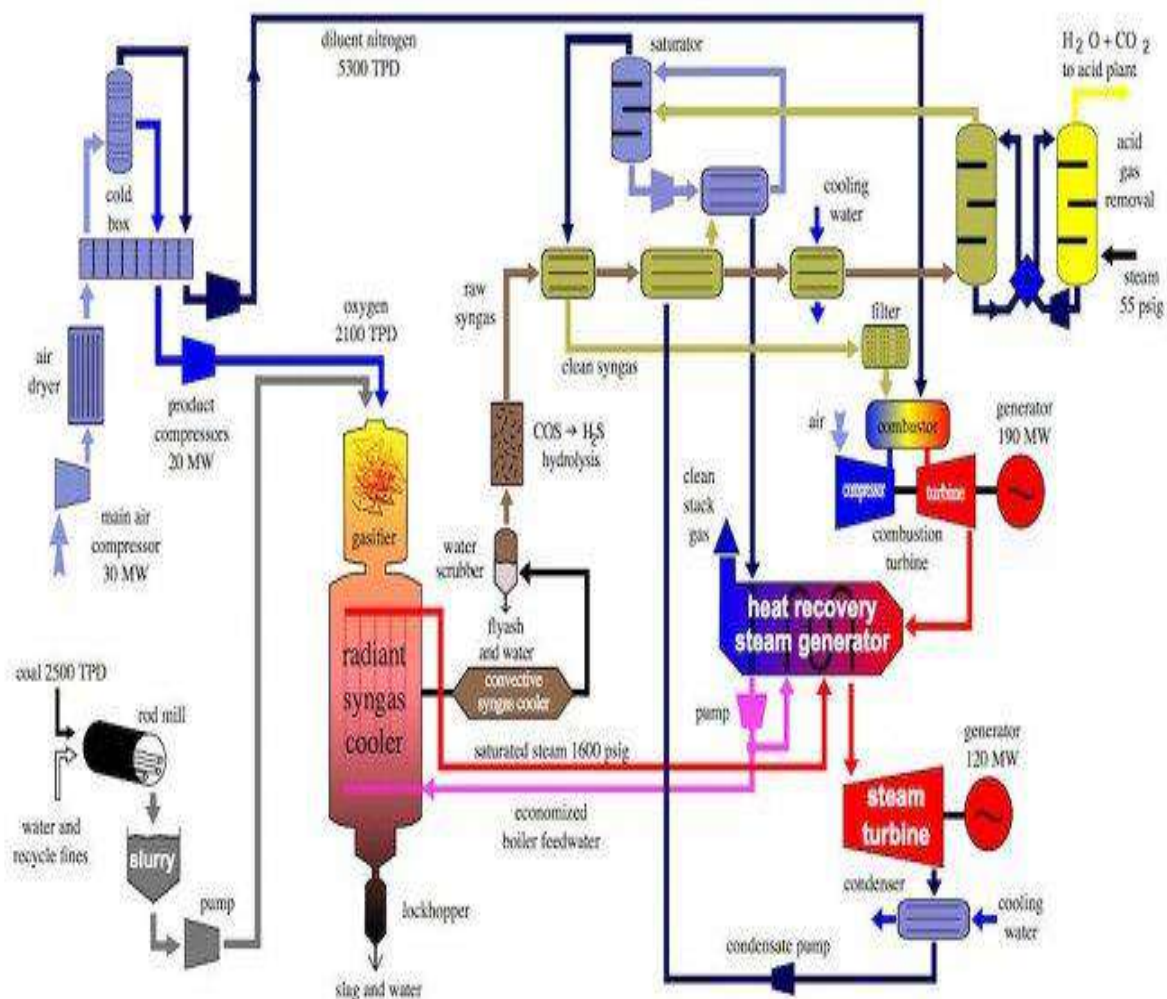 diluent nitrogen
5300 TPD
saturator
H2O + CO2
to acid plant
acid
gas
removal
cold
box
cooling
water
steam
55 psig
raw
syngas
oxygen
2100 TPD
filter
clean syngas
air
dryer
product
compressors
20 MW
COS → H2S
hydrolysis
air
combustor
generator
190 MW
compressor
turbine
combustion
turbine
main air
compressor
30 MW
gasifier
water
scrubber
clean
stack
gas
flyash
and water
heat recovery
steam generator
radiant
syngas
cooler
convective
syngas cooler
coal 2500 TPD
rod mill
pump
saturated steam 1600 psig
generator
120 MW
steam
turbine
economized
boiler feedwater
water and
recycle fines
slurry
pump
lockhopper
condenser
cooling
water
condensate pump
slag and water